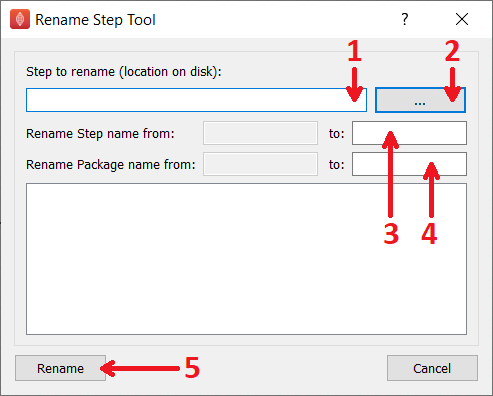 Rename Step Tool ?
1 2
Step to rename (location on disk):
...
Rename Step name from: to:
Rename Package name from: to:
3 4
Rename 5 Cancel